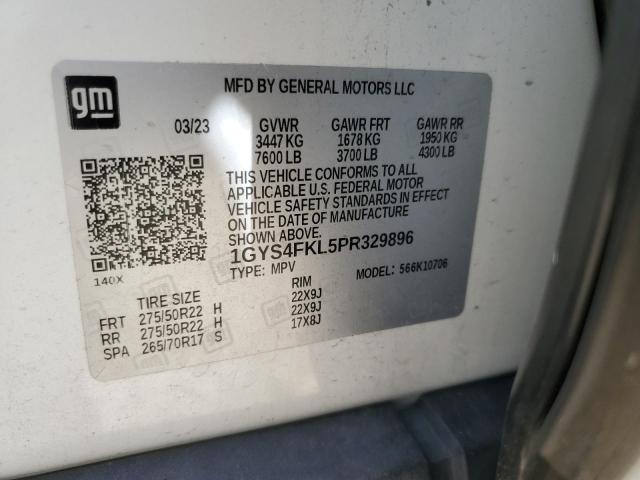 gm
MFD BY GENERAL MOTORS LLC
03/23 GVWR GAWR FRT GAWR RR
3447 KG 1678 KG 1950 KG
7600 LB 3700 LB 4300 LB
THIS VEHICLE CONFORMS TO ALL
APPLICABLE U.S. FEDERAL MOTOR
VEHICLE SAFETY STANDARDS IN EFFECT
ON THE DATE OF MANUFACTURE
SHOWN ABOVE.
1GYS4FKL5PR329896
TYPE: MPV MODEL: 566K10706
140X
TIRE SIZE RIM
FRT 275/50R22 H 22X9J
RR 275/50R22 H 22X9J
SPA 265/70R17 S 17X8J